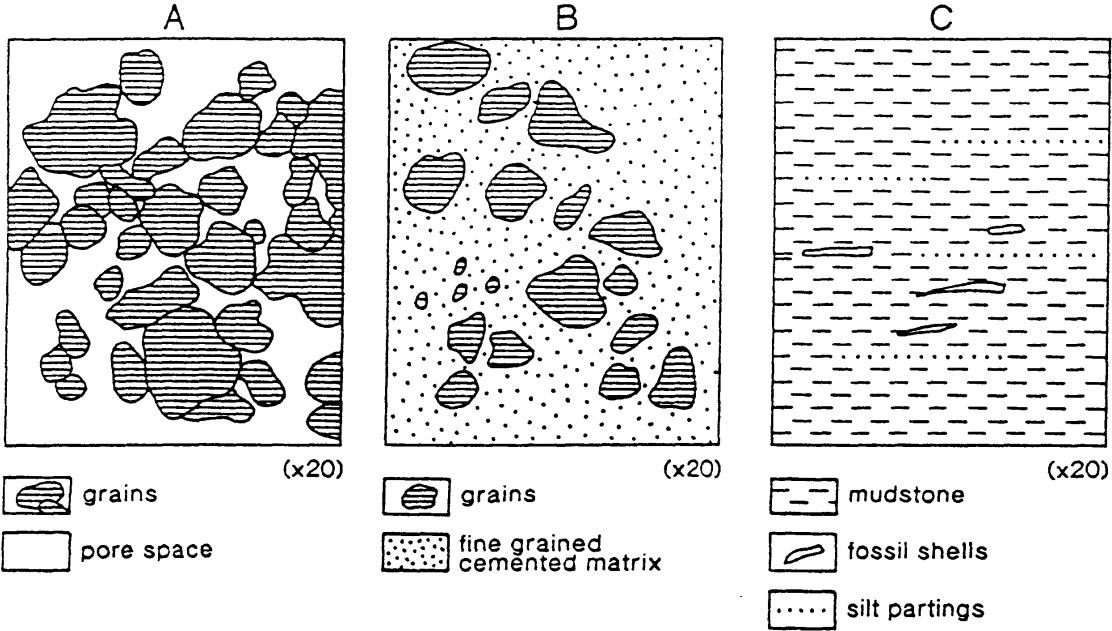 A
B
C
(x20)
(x20)
(x20)
grains
pore space
grains
fine grained
cemented matrix
mudstone
fossil shells
silt partings